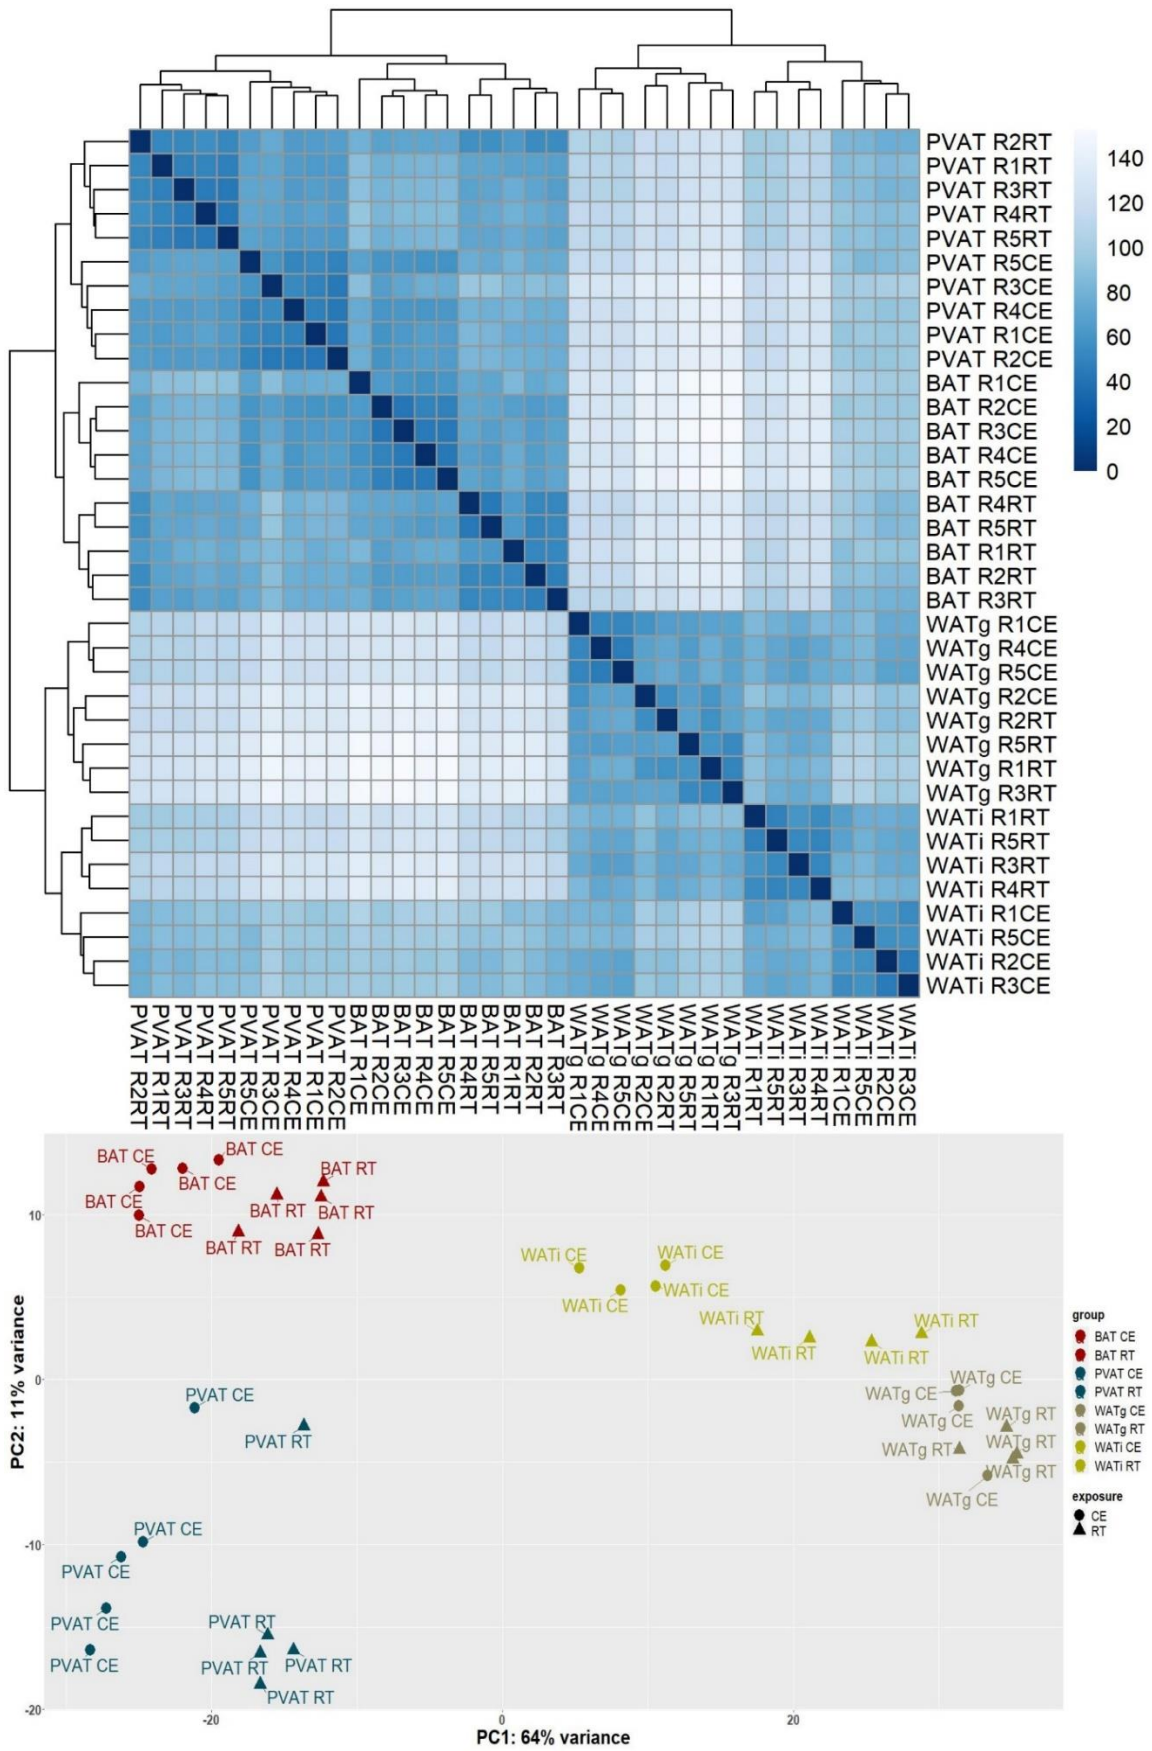 PVAT R2RT
PVAT R1RT
PVAT R3RT
PVAT R4RT
PVAT R5RT
PVAT R5CE
PVAT R3CE
PVAT R4CE
PVAT R1CE
PVAT R2CE
BAT R1CE
BAT R2CE
BAT R3CE
BAT R4CE
BAT R5CE
BAT R4RT
BAT R5RT
BAT R1RT
BAT R2RT
BAT R3RT
WATg R1CE
WATg R4CE
WATg R5CE
WATg R2CE
WATg R2RT
WATg R5RT
WATg R1RT
WATg R3RT
WATi R1RT
WATi R5RT
WATi R3RT
WATi R4RT
WATi R1CE
WATi R5CE
WATi R2CE
WATi R3CE
140
120
100
80
60
40
20
0
PVAT R2RT
PVAT R1RT
PVAT R3RT
PVAT R4RT
PVAT R5RT
PVAT R5CE
PVAT R3CE
PVAT R4CE
PVAT R1CE
PVAT R2CE
BAT R1CE
BAT R2CE
BAT R3CE
BAT R4CE
BAT R5CE
BAT R4RT
BAT R5RT
BAT R1RT
BAT R2RT
BAT R3RT
WATg R1CE
WATg R4CE
WATg R5CE
WATg R2CE
WATg R2RT
WATg R5RT
WATg R1RT
WATg R3RT
WATi R1RT
WATi R5RT
WATi R3RT
WATi R4RT
WATi R1CE
WATi R5CE
WATi R2CE
WATi R3CE
BAT CE
BAT CE
BAT CE
BAT CE
BAT CE
BAT RT
BAT RT
BAT RT
BAT RT
BAT RT
WATi CE
WATi CE
WATi CE
WATi CE
WATi RT
WATi RT
WATi RT
WATi RT
WATg CE
WATg CE
WATg CE
WATg RT
WATg RT
WATg RT
WATg RT
WATg CE
PVAT CE
PVAT RT
PVAT CE
PVAT CE
PVAT CE
PVAT CE
PVAT RT
PVAT RT
PVAT RT
PVAT RT
10
0
-10
-20
PC2: 11% variance
-20
0
20
PC1: 64% variance
group
BAT CE
BAT RT
PVAT CE
PVAT RT
WATg CE
WATg RT
WATi CE
WATi RT
exposure
CE
RT